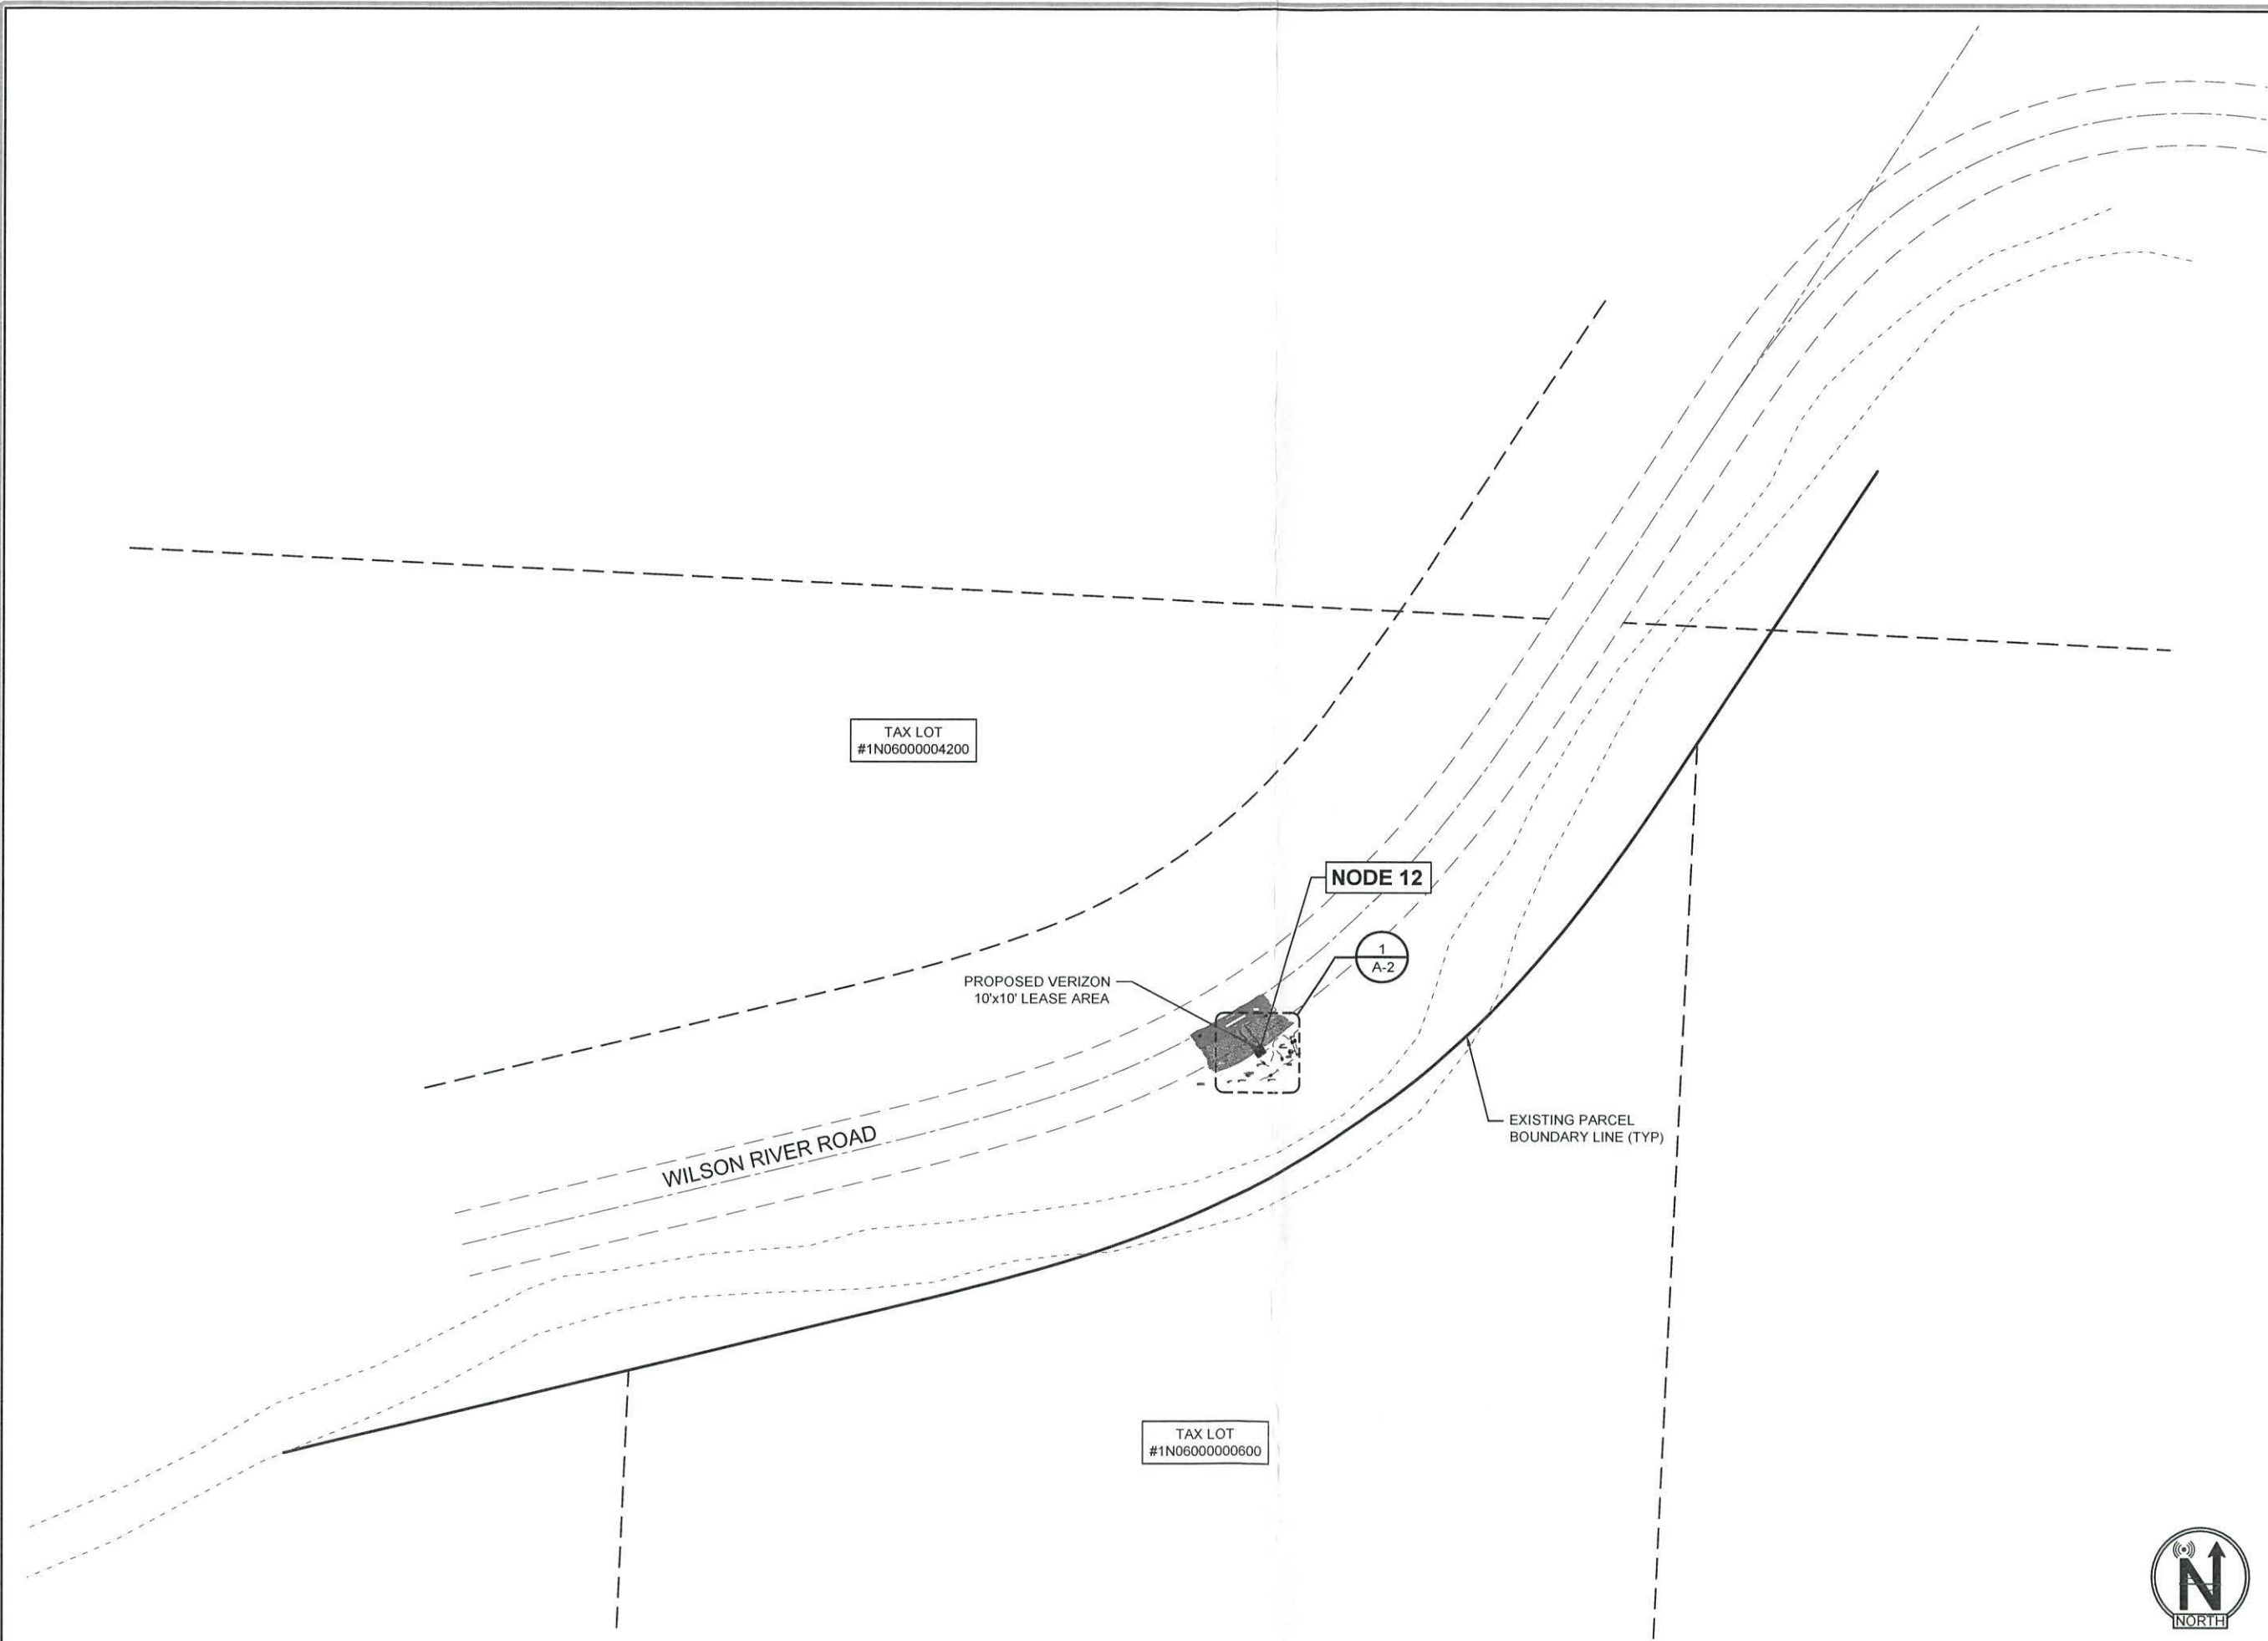 TAX LOT
#1N06000004200
NODE 12
1
A-2
PROPOSED VERIZON
10'x10' LEASE AREA
EXISTING PARCEL
BOUNDARY LINE (TYP)
WILSON RIVER ROAD
TAX LOT
#1N06000000600
N
NORTH